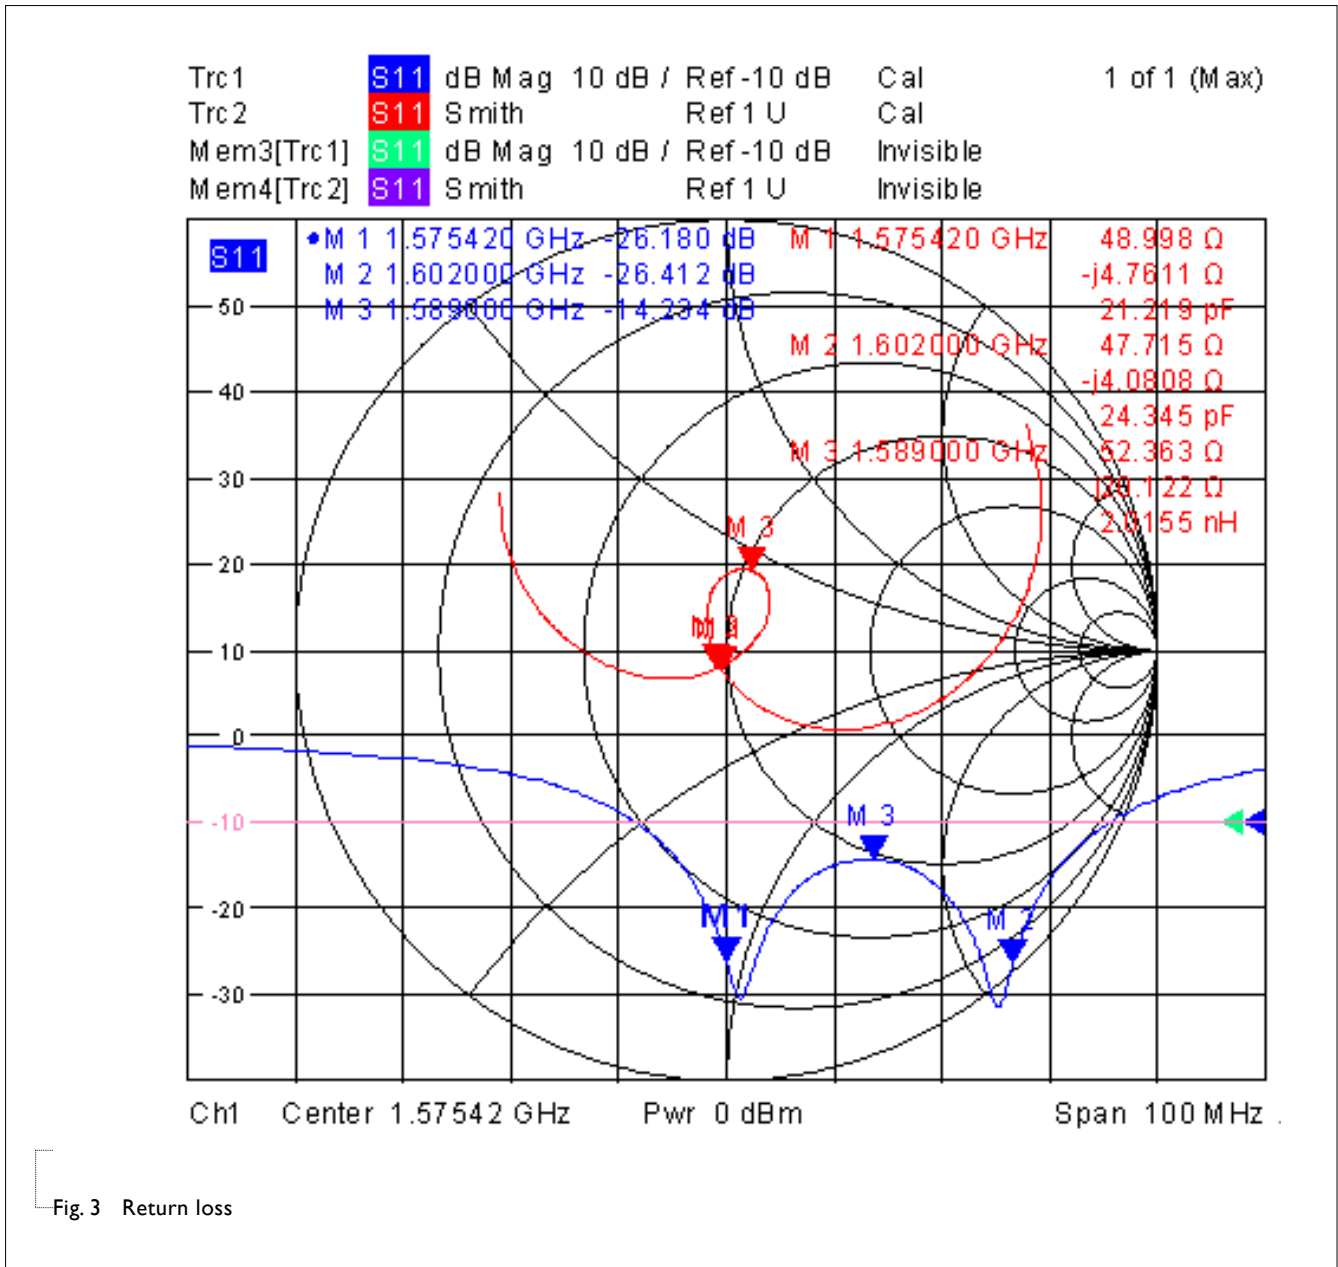 Trc1 S11 dB Mag 10 dB / Ref -10 dB Cal 1 of 1 (Max)
Trc2 S11 Smith Ref 1 U Cal
Mem3[Trc1] S11 dB Mag 10 dB / Ref -10 dB Invisible
Mem4[Trc2] S11 Smith Ref 1 U Invisible
S11
•M 1 1.575420 GHz -26.180 dB
M 2 1.602000 GHz -26.412 dB
M 3 1.589000 GHz -14.234 dB
M 1 1.575420 GHz 48.998 Ω
-j4.7611 Ω
21.219 pF
M 2 1.602000 GHz 47.715 Ω
-j4.0808 Ω
24.345 pF
M 3 1.589000 GHz 52.363 Ω
2.0155 nH
50
40
30
20
10
0
-10
-20
-30
M 3
M 3
M 1
M 2
Ch1 Center 1.57542 GHz Pwr 0 dBm Span 100 MHz .
Fig. 3 Return loss